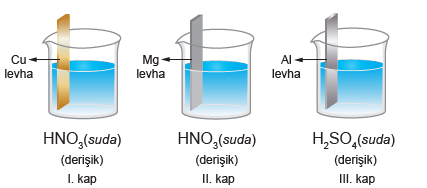 Cu levha
Mg levha
Al levha
HNO₃(suda)
(derişik)
I. kap
HNO₃(suda)
(derişik)
II. kap
H₂SO₄(suda)
(derişik)
III. kap